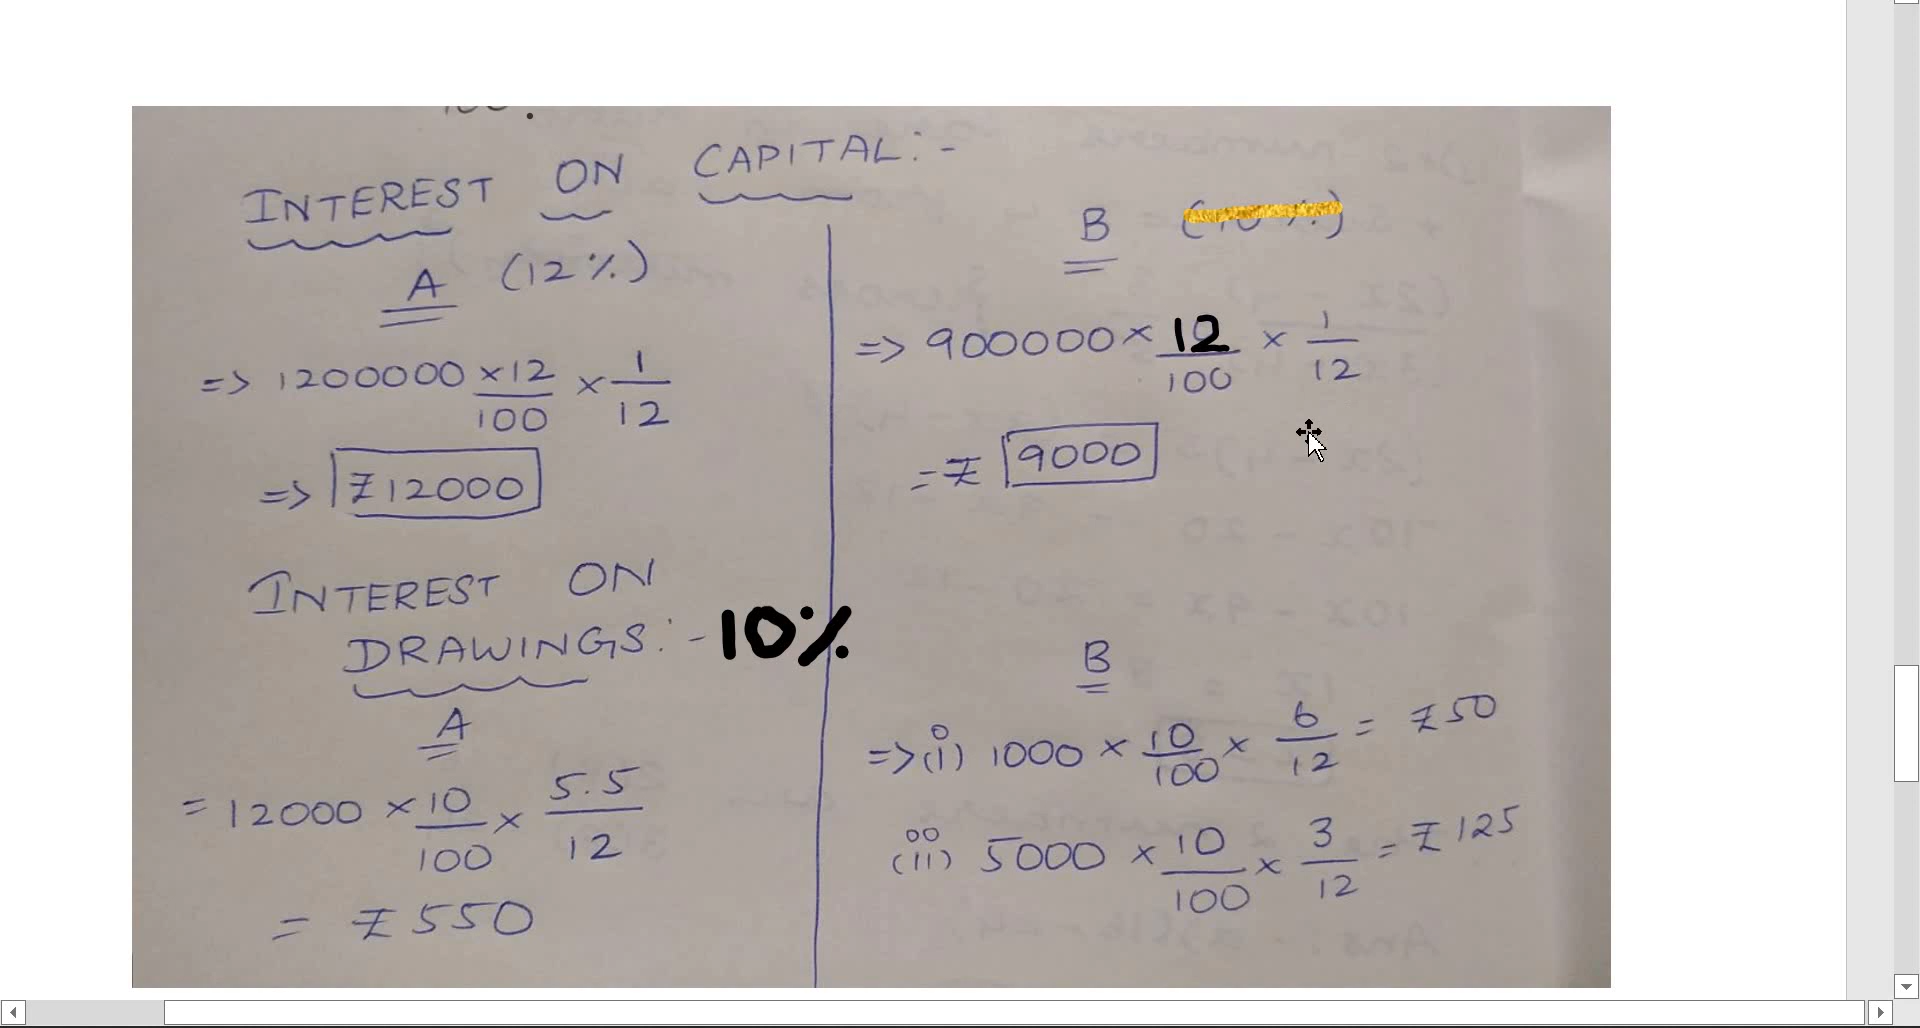 INTEREST ON CAPITAL:-
A (12%)
=> 1200000 × 12/100 × 1/12
=> ₹12000
B
=> 900000 × 12/100 × 1/12
= ₹ 9000
INTEREST ON
DRAWINGS:- 10%
A
= 12000 × 10/100 × 5.5/12
= ₹550
B
=> (i) 1000 × 10/100 × 6/12 = ₹50
(ii) 5000 × 10/100 × 3/12 = ₹125